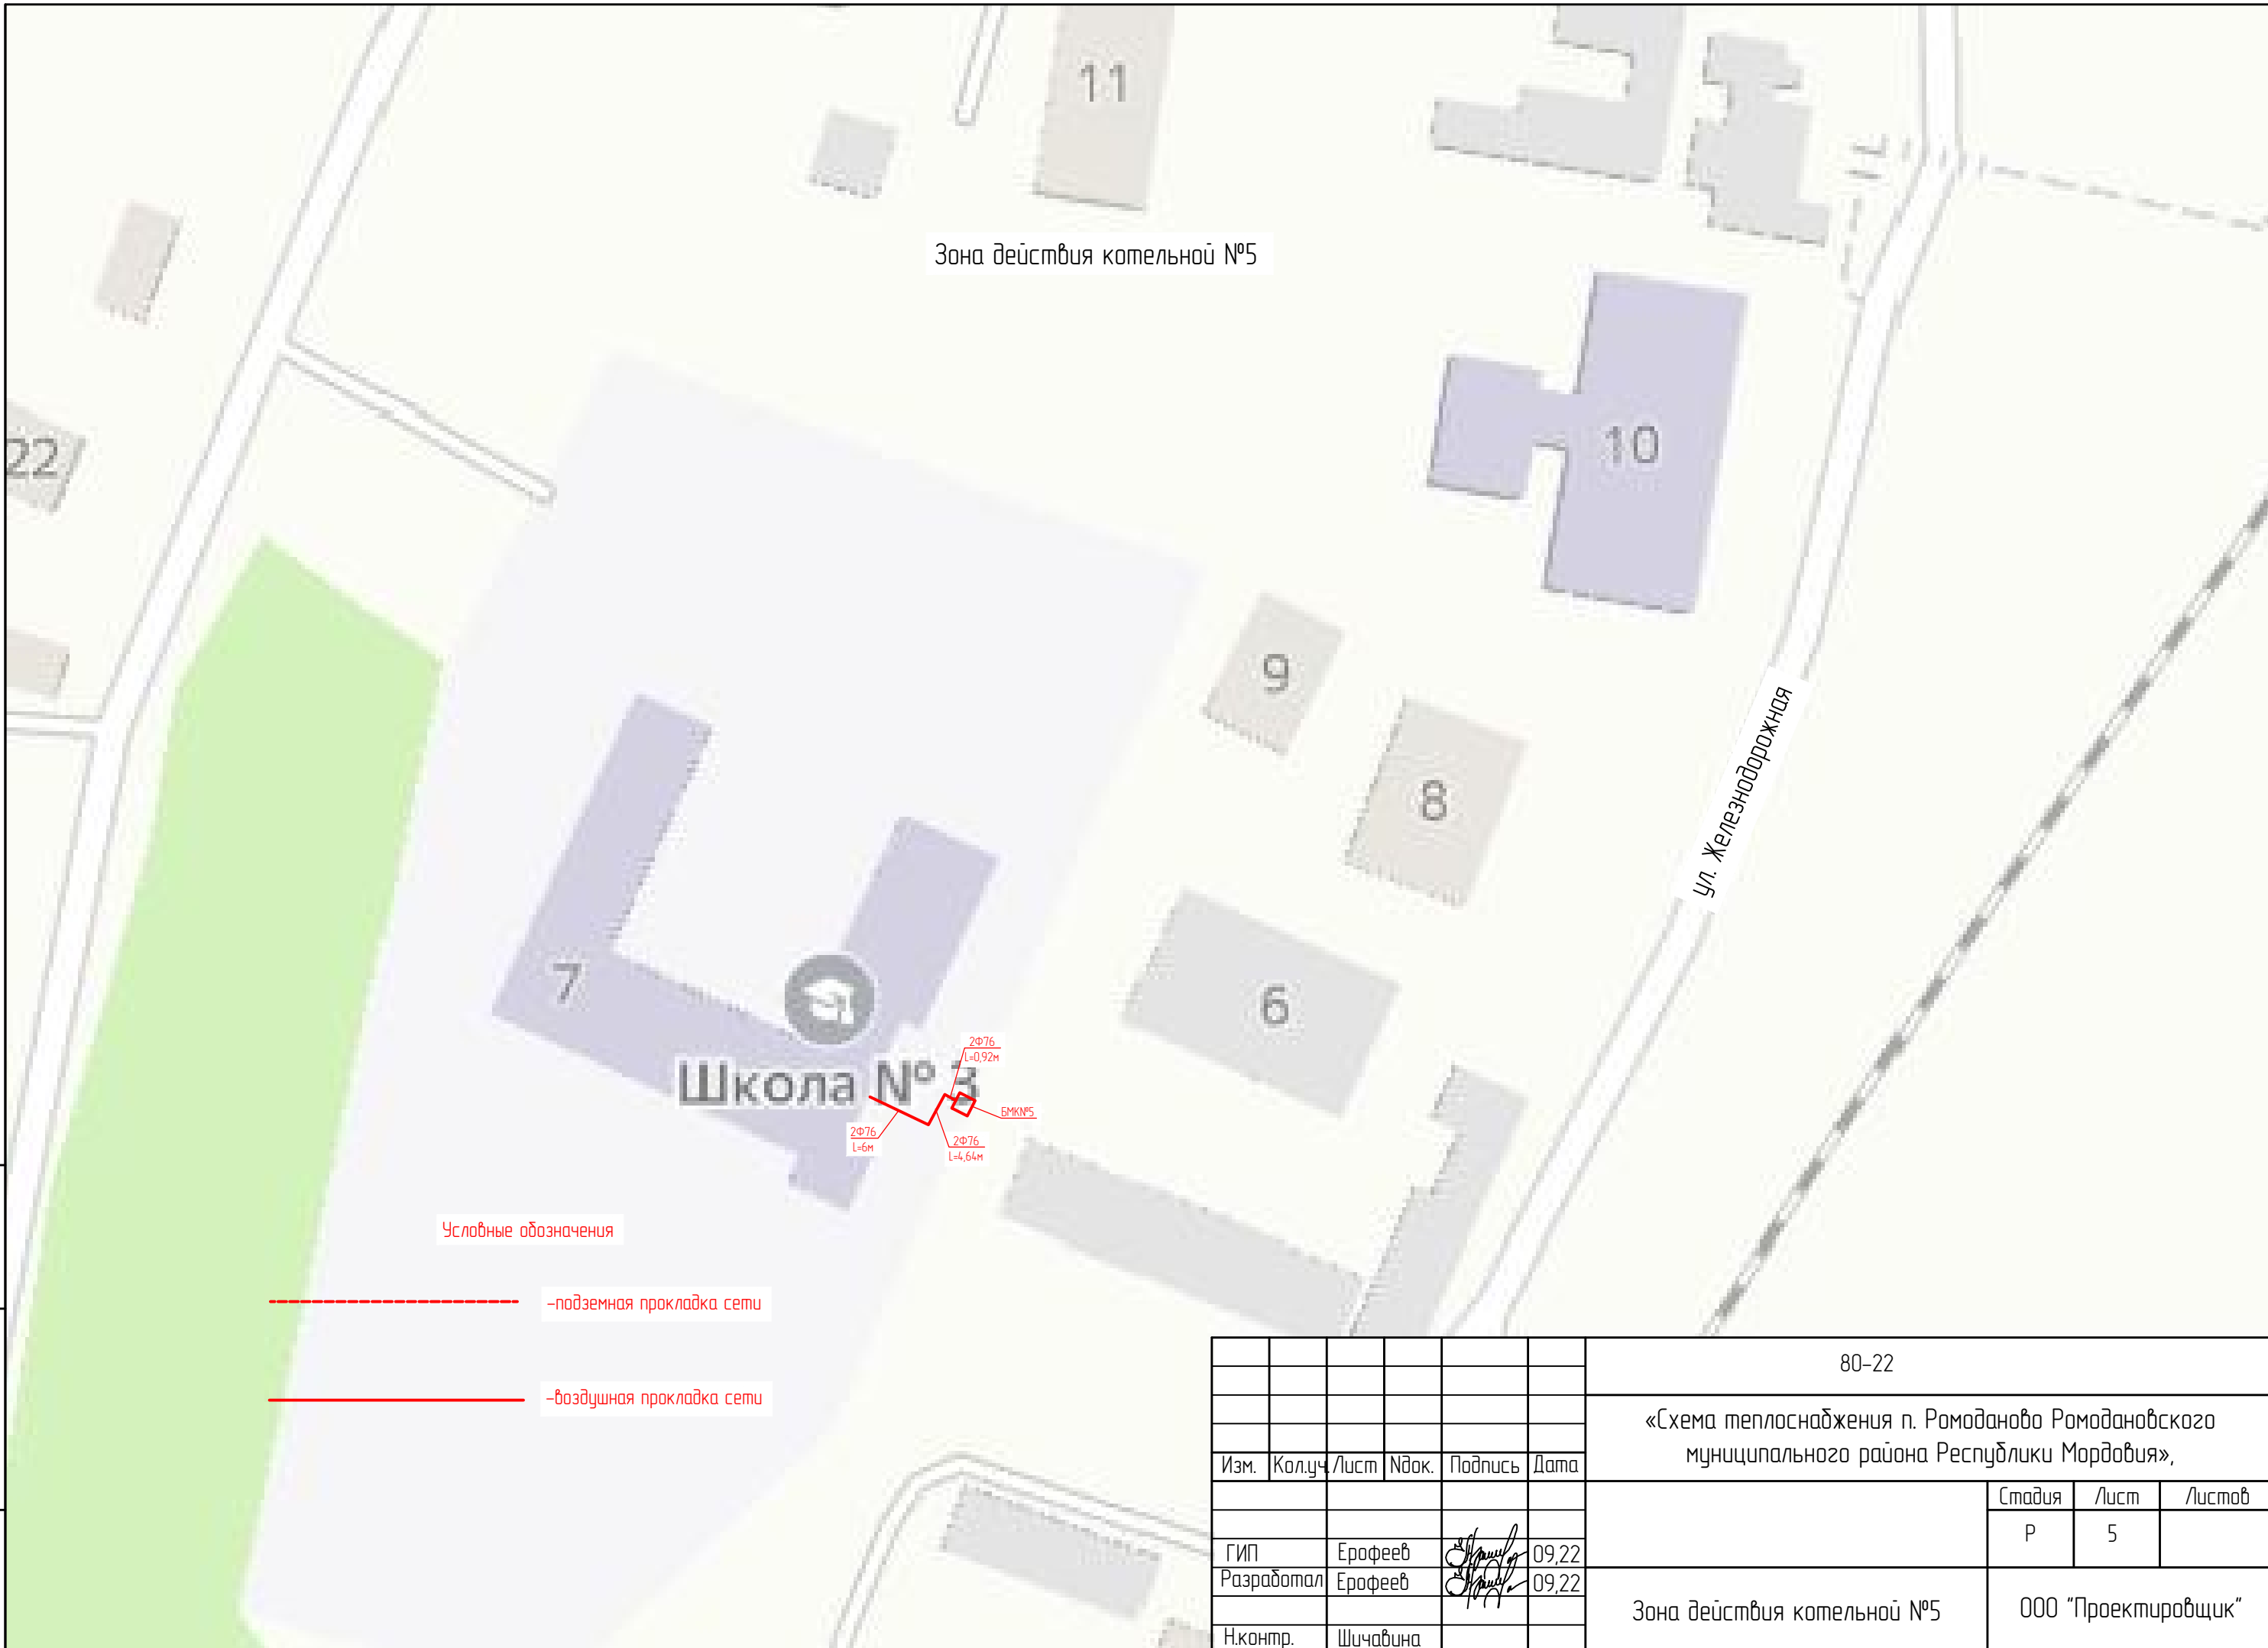 11
Зона действия котельной №5
22
10
9
8
ул. Железнодорожная
7
6
Школа № 3
2Ф76
L=0,92м
БМК№5
2Ф76
L=6м
2Ф76
L=4,64м
Условные обозначения
-подземная прокладка сети
-воздушная прокладка сети
80-22
«Схема теплоснабжения п. Ромоданово Ромодановского
муниципального района Республики Мордовия»,
Изм. Кол.уч Лист Nдок. Подпись Дата
Стадия Лист Листов
Р 5
ГИП Ерофеев 09,22
Разработал Ерофеев 09,22
Зона действия котельной №5
ООО "Проектировщик"
Н.контр. Шичавина